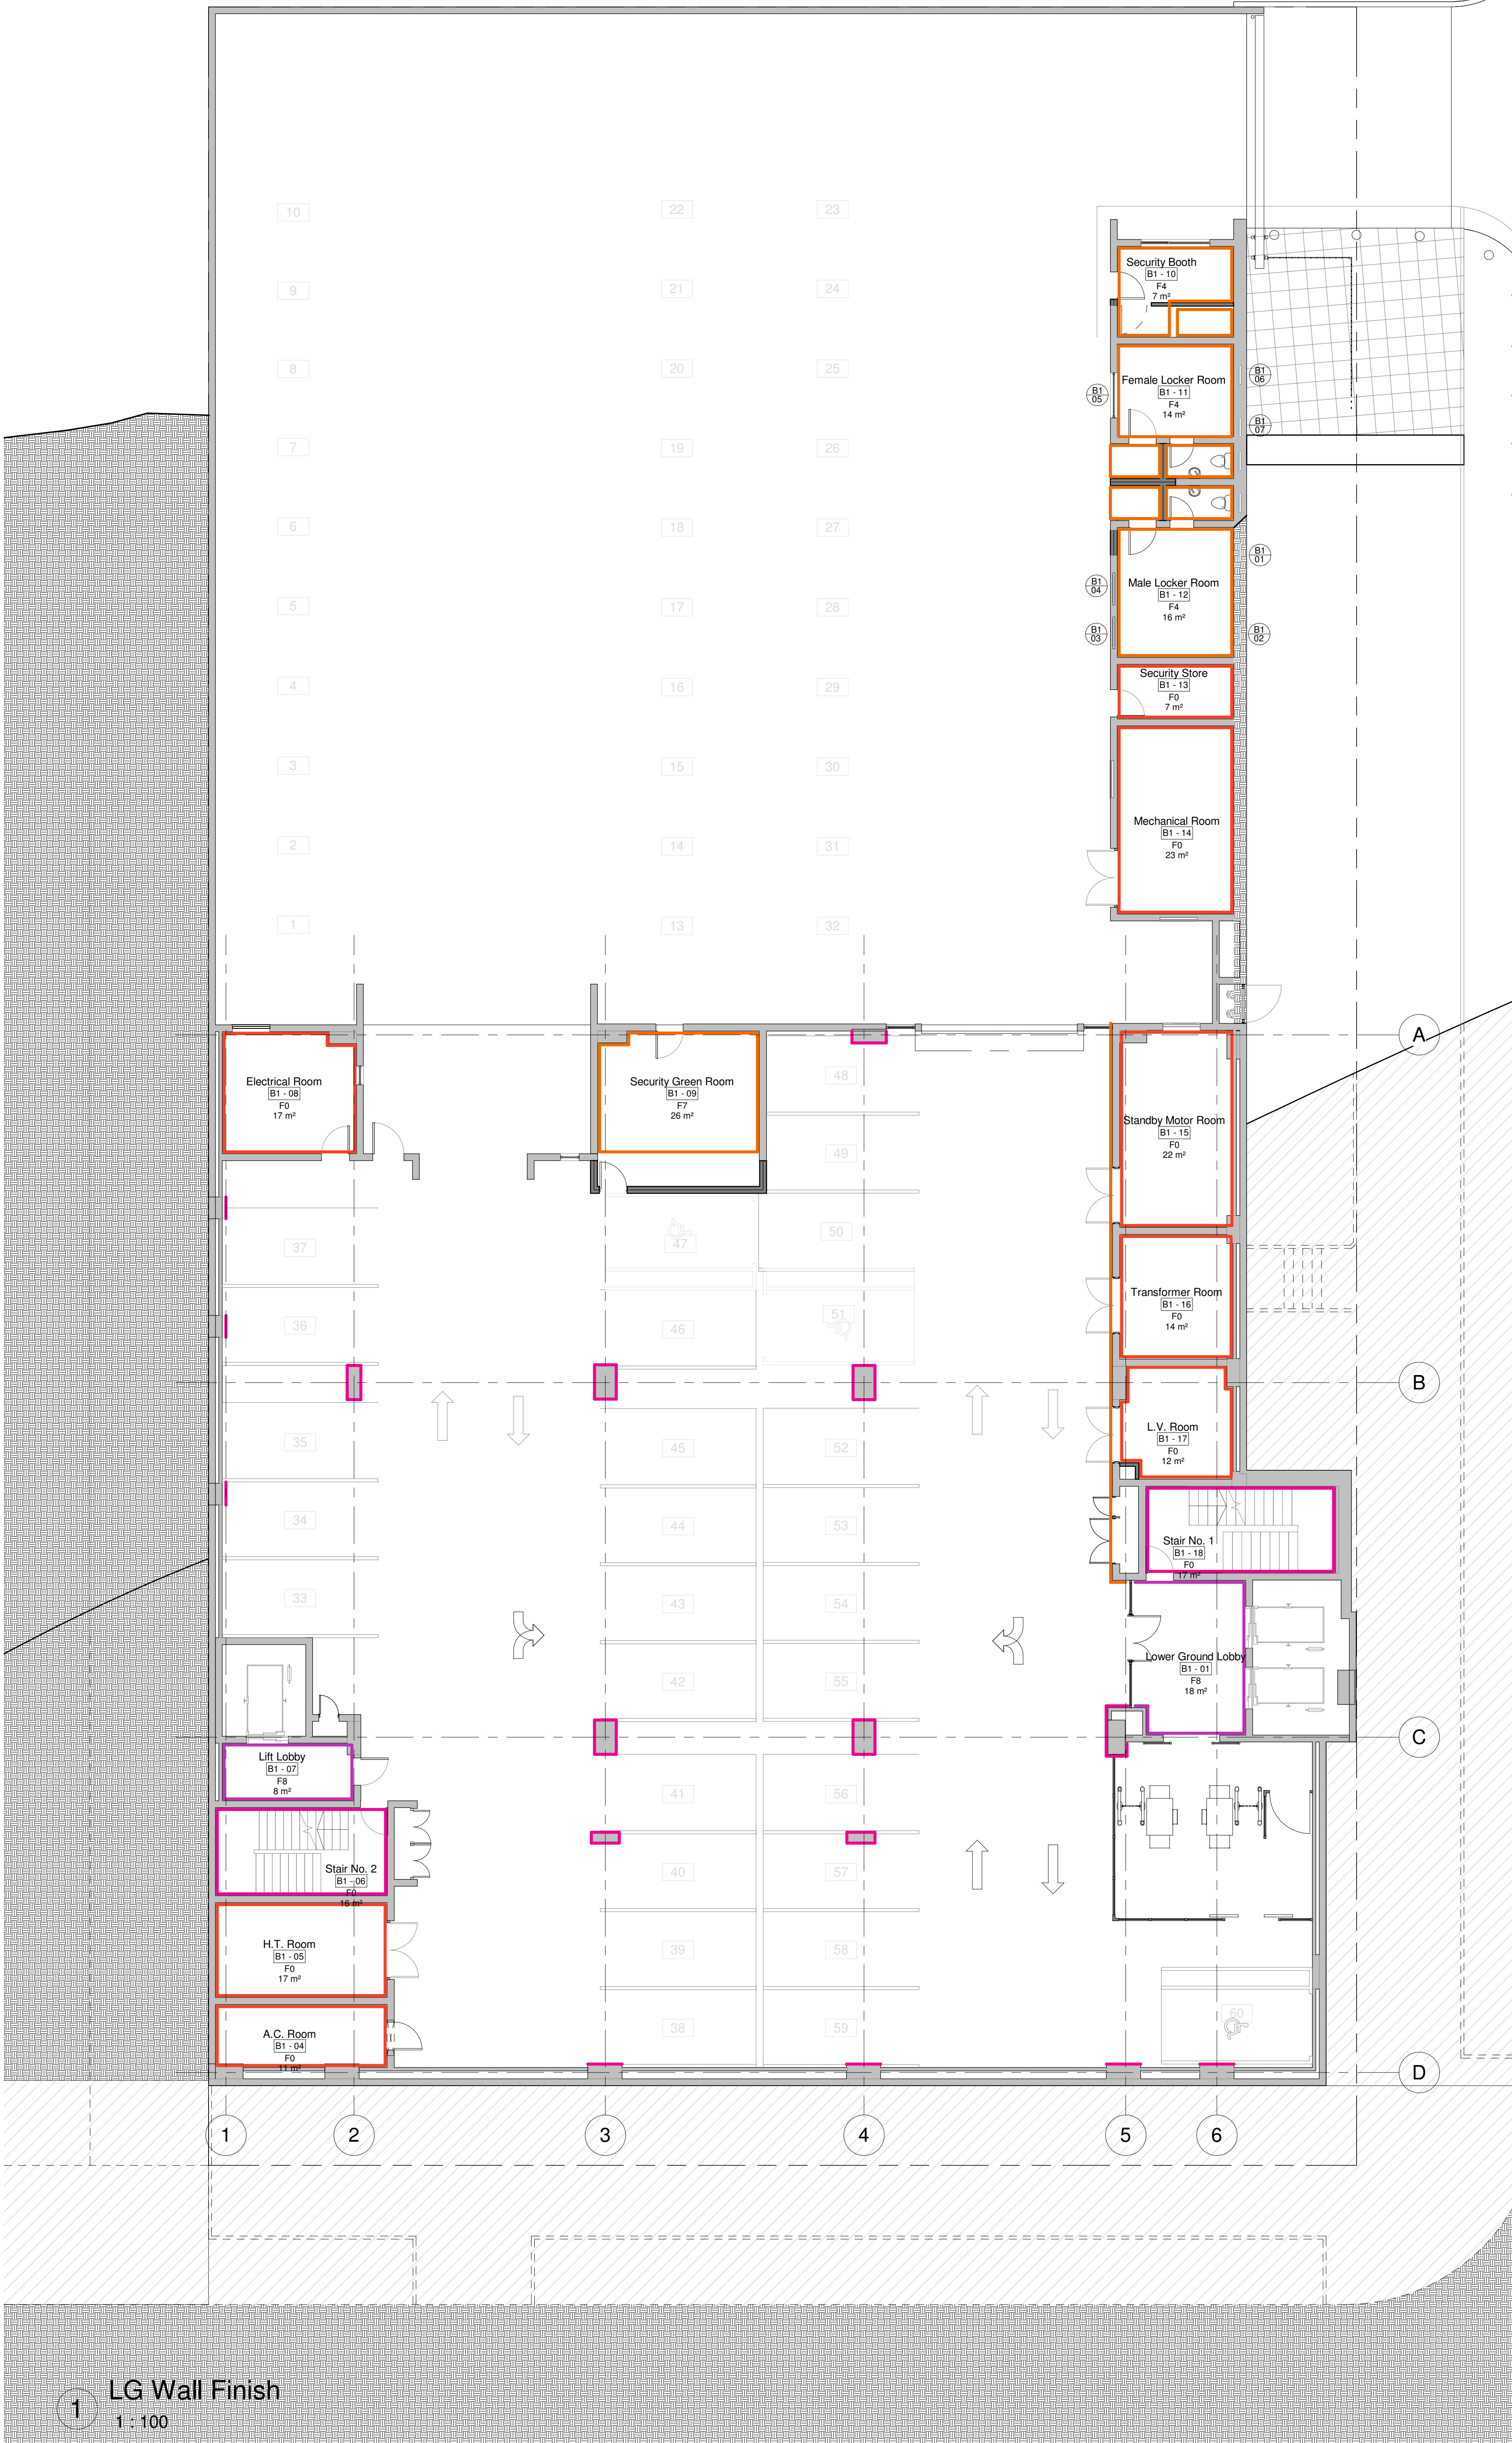 10
22
23
9
21
24
8
20
25
7
19
26
6
18
27
5
17
28
4
16
29
3
15
30
2
14
31
1
13
32
Security Booth
B1 - 10
F4
7 m²
Female Locker Room
B1 - 11
F4
14 m²
B1
05
B1
06
B1
07
Male Locker Room
B1 - 12
F4
16 m²
B1
04
B1
03
B1
01
B1
02
Security Store
B1 - 13
F0
7 m²
Mechanical Room
B1 - 14
F0
23 m²
A
Electrical Room
B1 - 08
F0
17 m²
Security Green Room
B1 - 09
F7
26 m²
48
49
Standby Motor Room
B1 - 15
F0
22 m²
37
47
50
36
46
51
Transformer Room
B1 - 16
F0
14 m²
B
35
45
52
L.V. Room
B1 - 17
F0
12 m²
34
44
53
Stair No. 1
B1 - 18
F0
17 m²
33
43
54
42
55
Lower Ground Lobby
B1 - 01
F8
18 m²
C
Lift Lobby
B1 - 07
F8
8 m²
41
56
Stair No. 2
B1 - 06
F0
16 m²
40
57
H.T. Room
B1 - 05
F0
17 m²
39
58
A.C. Room
B1 - 04
F0
11 m²
38
59
60
D
1
2
3
4
5
6
1
LG Wall Finish
1 : 100